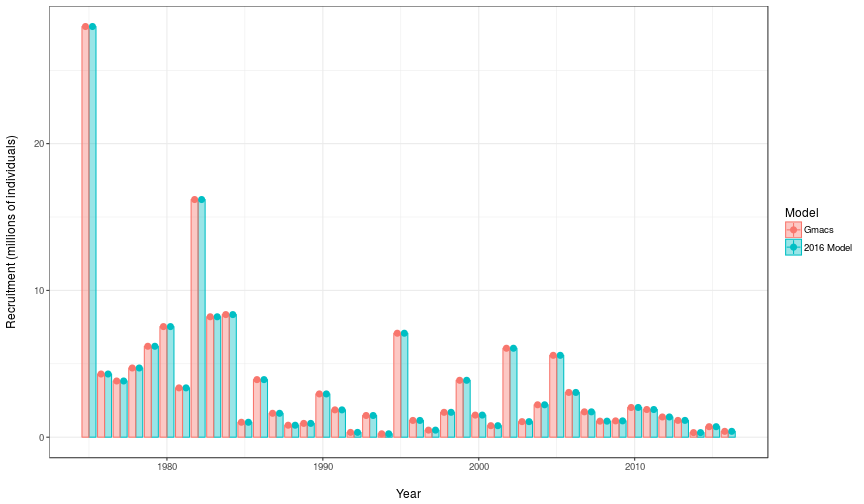 Recruitment (millions of individuals)
20
10
0
1980
1990
2000
2010
Year
Model
Gmacs
2016 Model